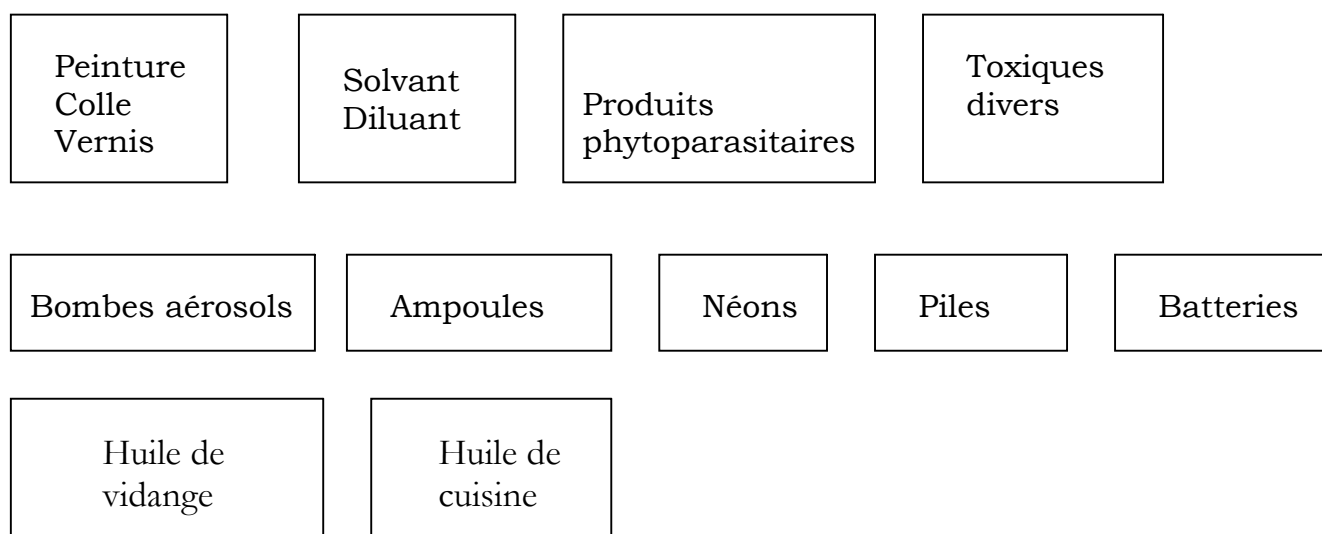 Peinture
Colle
Vernis
Solvant
Diluant
Produits
phytoparasitaires
Toxiques
divers
Bombes aérosols
Ampoules
Néons
Piles
Batteries
Huile de
vidange
Huile de
cuisine